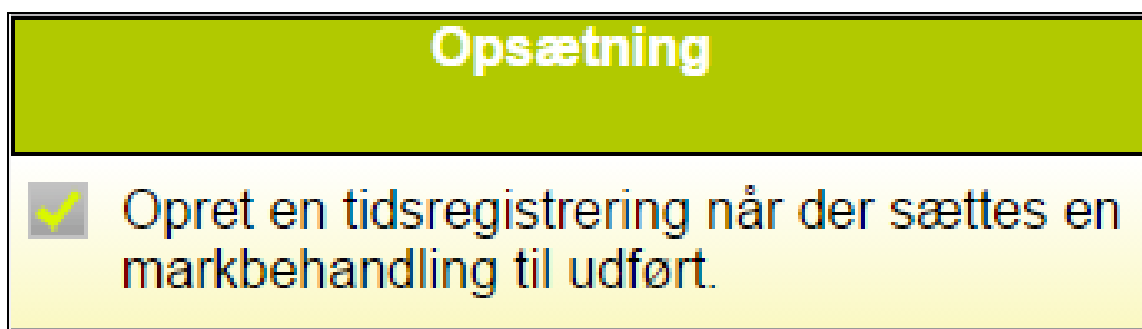 Opsætning
Opret en tidsregistrering når der sættes en
markbehandling til udført.